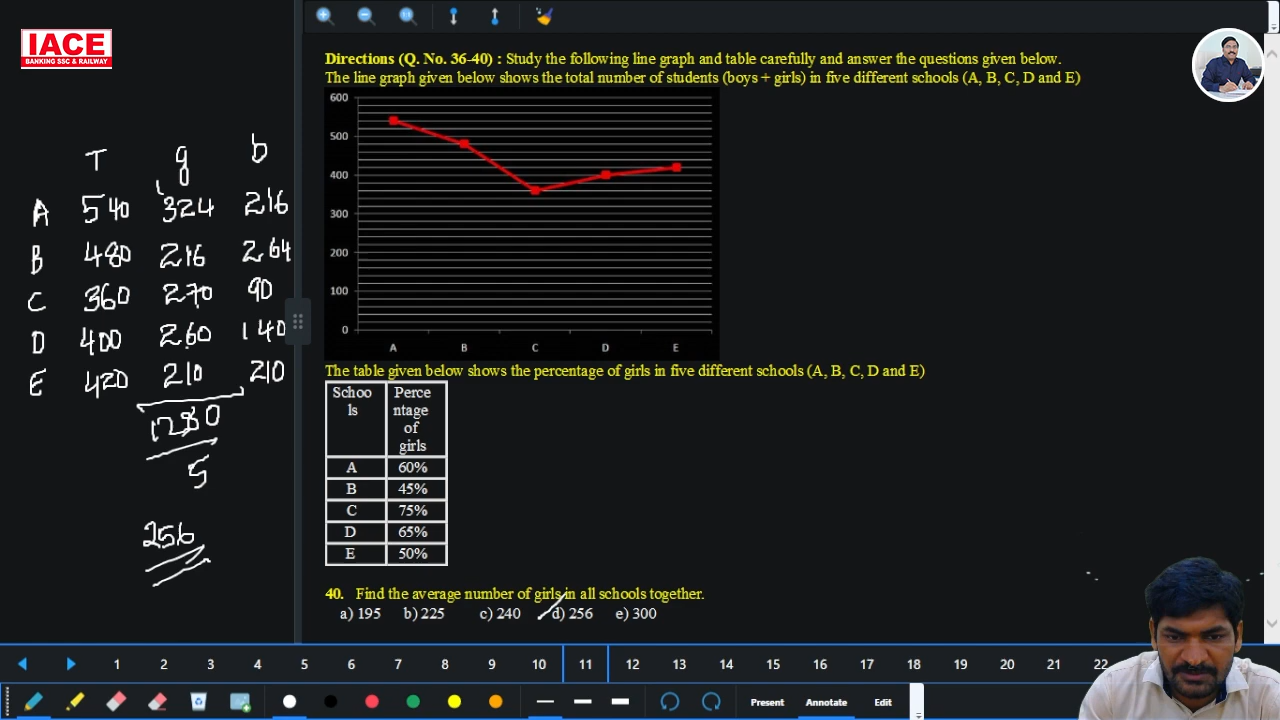 IACE
BANKING SSC & RAILWAY
Directions (Q. No. 36-40) : Study the following line graph and table carefully and answer the questions given below.
The line graph given below shows the total number of students (boys + girls) in five different schools (A, B, C, D and E)
600
500
400
300
200
100
0
A B C D E
T g b
A 540 324 216
B 480 216 264
C 360 270 90
D 400 260 140
E 420 210 210
1280
5
256
The table given below shows the percentage of girls in five different schools (A, B, C, D and E)
Schoo Perce
ls ntage
of
girls
A 60%
B 45%
C 75%
D 65%
E 50%
40. Find the average number of girls in all schools together.
a) 195 b) 225 c) 240 d) 256 e) 300
1 2 3 4 5 6 7 8 9 10 11 12 13 14 15 16 17 18 19 20 21 22
Present Annotate Edit